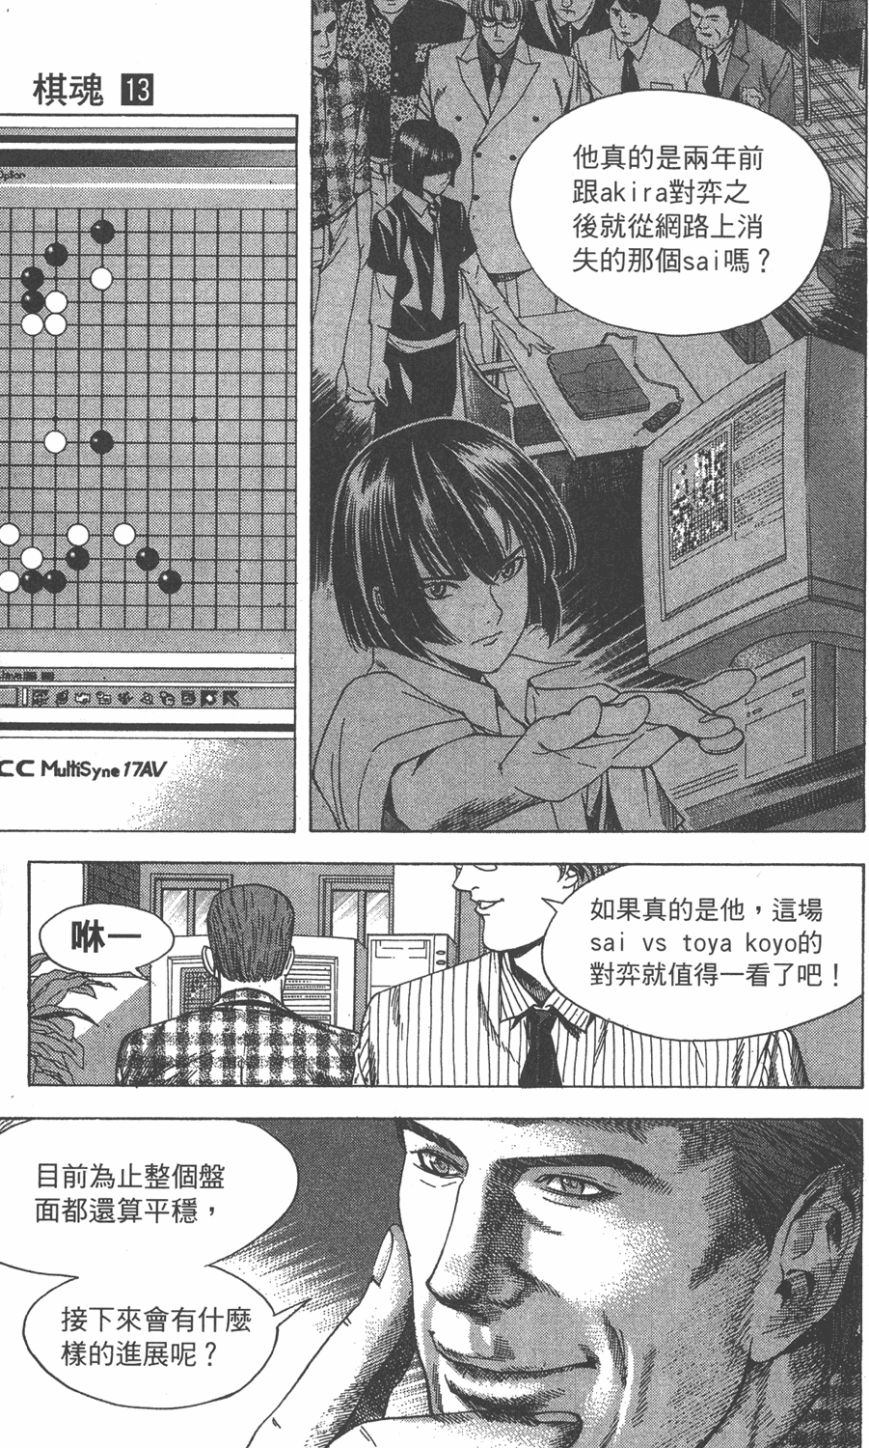 棋魂 13
他真的是兩年前
跟akira對弈之
後就從網路上消
失的那個sai嗎？
Option
CC MultiSync 17AV
如果真的是他，這場
sai vs toya koyo的
對弈就值得一看了吧！
咻—
目前為止整個盤
面都還算平穩，
接下來會有什麼
樣的進展呢？